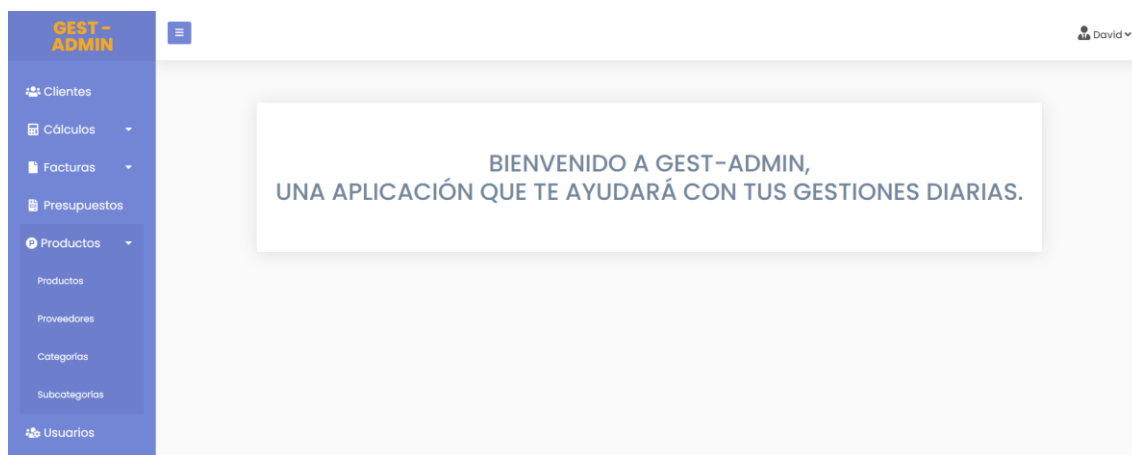 GEST -
ADMIN
David
Clientes
Cálculos
Facturas
Presupuestos
Productos
Productos
Proveedores
Categorías
Subcategorías
Usuarios
BIENVENIDO A GEST-ADMIN,
UNA APLICACIÓN QUE TE AYUDARÁ CON TUS GESTIONES DIARIAS.